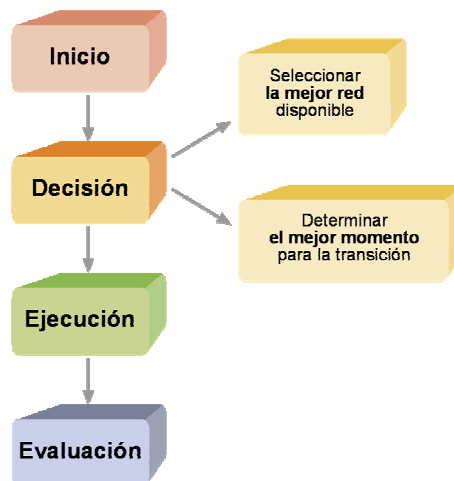 Inicio
Seleccionar
la mejor red
disponible
Decisión
Determinar
el mejor momento
para la transición
Ejecución
Evaluación